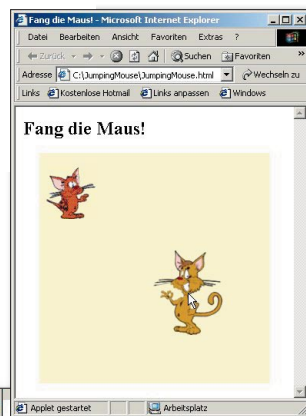 Fang die Maus! - Microsoft Internet Explorer
Datei Bearbeiten Ansicht Favoriten Extras ? »
Zurück Suchen Favoriten »
Adresse C:\JumpingMouse\JumpingMouse.html Wechseln zu
Links Kostenlose Hotmail Links anpassen Windows
Fang die Maus!
Applet gestartet Arbeitsplatz